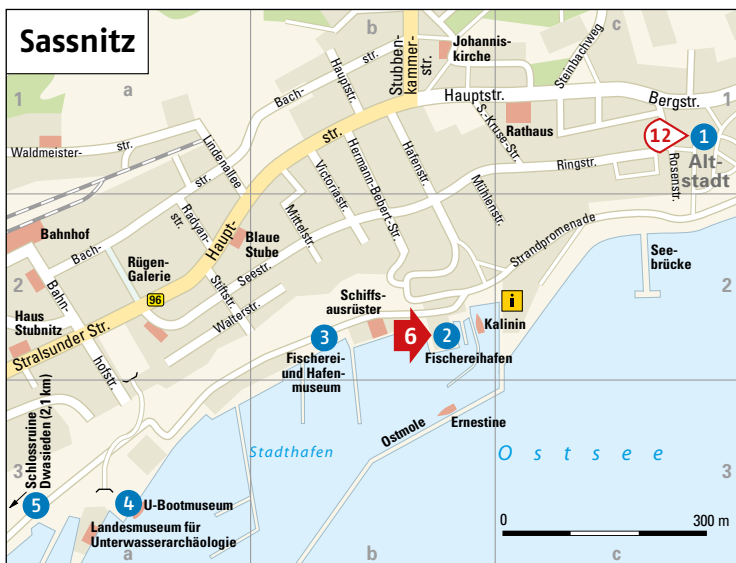 Sassnitz
a
b
c
1
1
2
2
3
3
a
b
c
Johannis-
kirche
Stubben-
kammer-
str.
Steinbachweg
Hauptstr.
Bach-
str.
Hauptstr.
Bergstr.
S.-Kruse-Str.
Rathaus
12
1
Alt-
stadt
Waldmeister-
str.
Lindenallee
str.
Hafenstr.
Ringstr.
Rosenstr.
Hermann-Bebert-Str.
Victoriastr.
Mühlenstr.
Mittelstr.
Radyan-
str.
Stiftstr.
Haupt-
Bahnhof
Bach-
str.
Blaue
Stube
Seestr.
Strandpromenade
See-
brücke
Rügen-
Galerie
96
Walterstr.
Schiffs-
ausrüster
i
Kalinin
Bahn-
hofstr.
Haus
Stubnitz
Stralsunder Str.
3
6
2
Fischerei-
und Hafen-
museum
Fischereihafen
Schlossruine
Dwasieden (2,1 km)
Ostmole
Ernestine
Stadthafen
Ostsee
5
4
U-Bootmuseum
Landesmuseum für
Unterwasserarchäologie
0
300 m